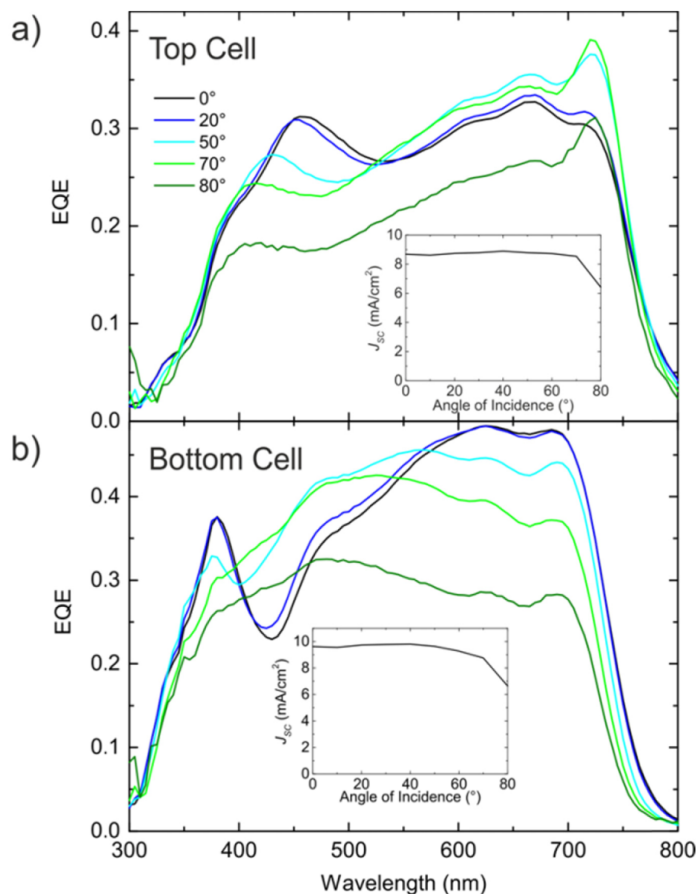 a)
Top Cell
0°
20°
50°
70°
80°
EQE
0.4
0.3
0.2
0.1
0.0
J_SC (mA/cm²)
10
8
6
4
2
0
0 20 40 60 80
Angle of Incidence (°)
b)
Bottom Cell
EQE
0.4
0.3
0.2
0.1
0.0
J_SC (mA/cm²)
10
8
6
4
2
0
0 20 40 60 80
Angle of Incidence (°)
300 400 500 600 700 800
Wavelength (nm)